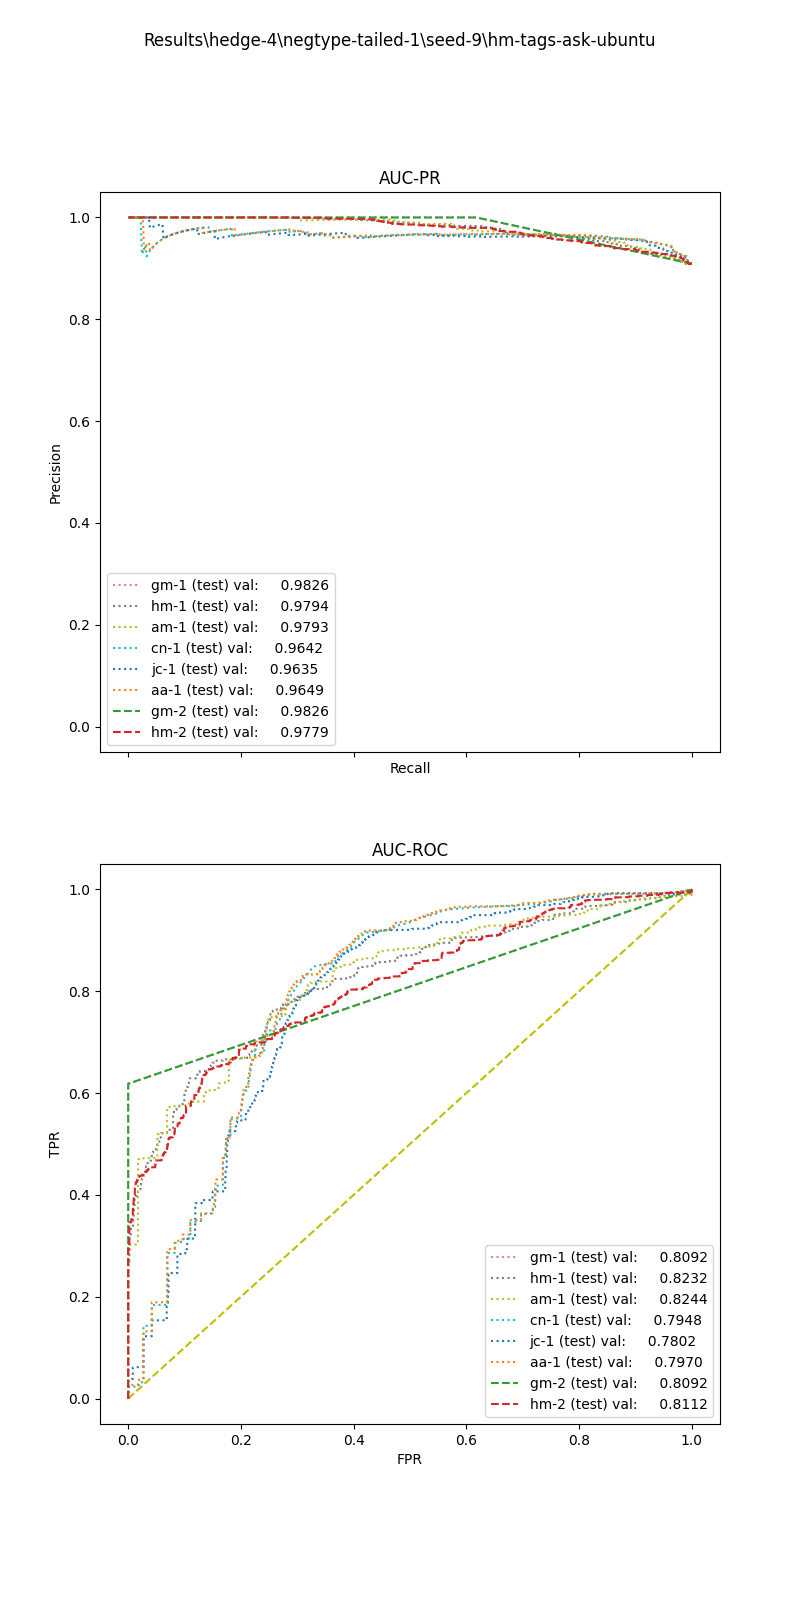 Results\hedge-4\negtype-tailed-1\seed-9\hm-tags-ask-ubuntu
AUC-PR
1.0
0.8
0.6
0.4
0.2
0.0
Precision
gm-1 (test) val: 0.9826
hm-1 (test) val: 0.9794
am-1 (test) val: 0.9793
cn-1 (test) val: 0.9642
jc-1 (test) val: 0.9635
aa-1 (test) val: 0.9649
gm-2 (test) val: 0.9826
hm-2 (test) val: 0.9779
Recall
AUC-ROC
1.0
0.8
0.6
0.4
0.2
0.0
TPR
gm-1 (test) val: 0.8092
hm-1 (test) val: 0.8232
am-1 (test) val: 0.8244
cn-1 (test) val: 0.7948
jc-1 (test) val: 0.7802
aa-1 (test) val: 0.7970
gm-2 (test) val: 0.8092
hm-2 (test) val: 0.8112
0.0 0.2 0.4 0.6 0.8 1.0
FPR